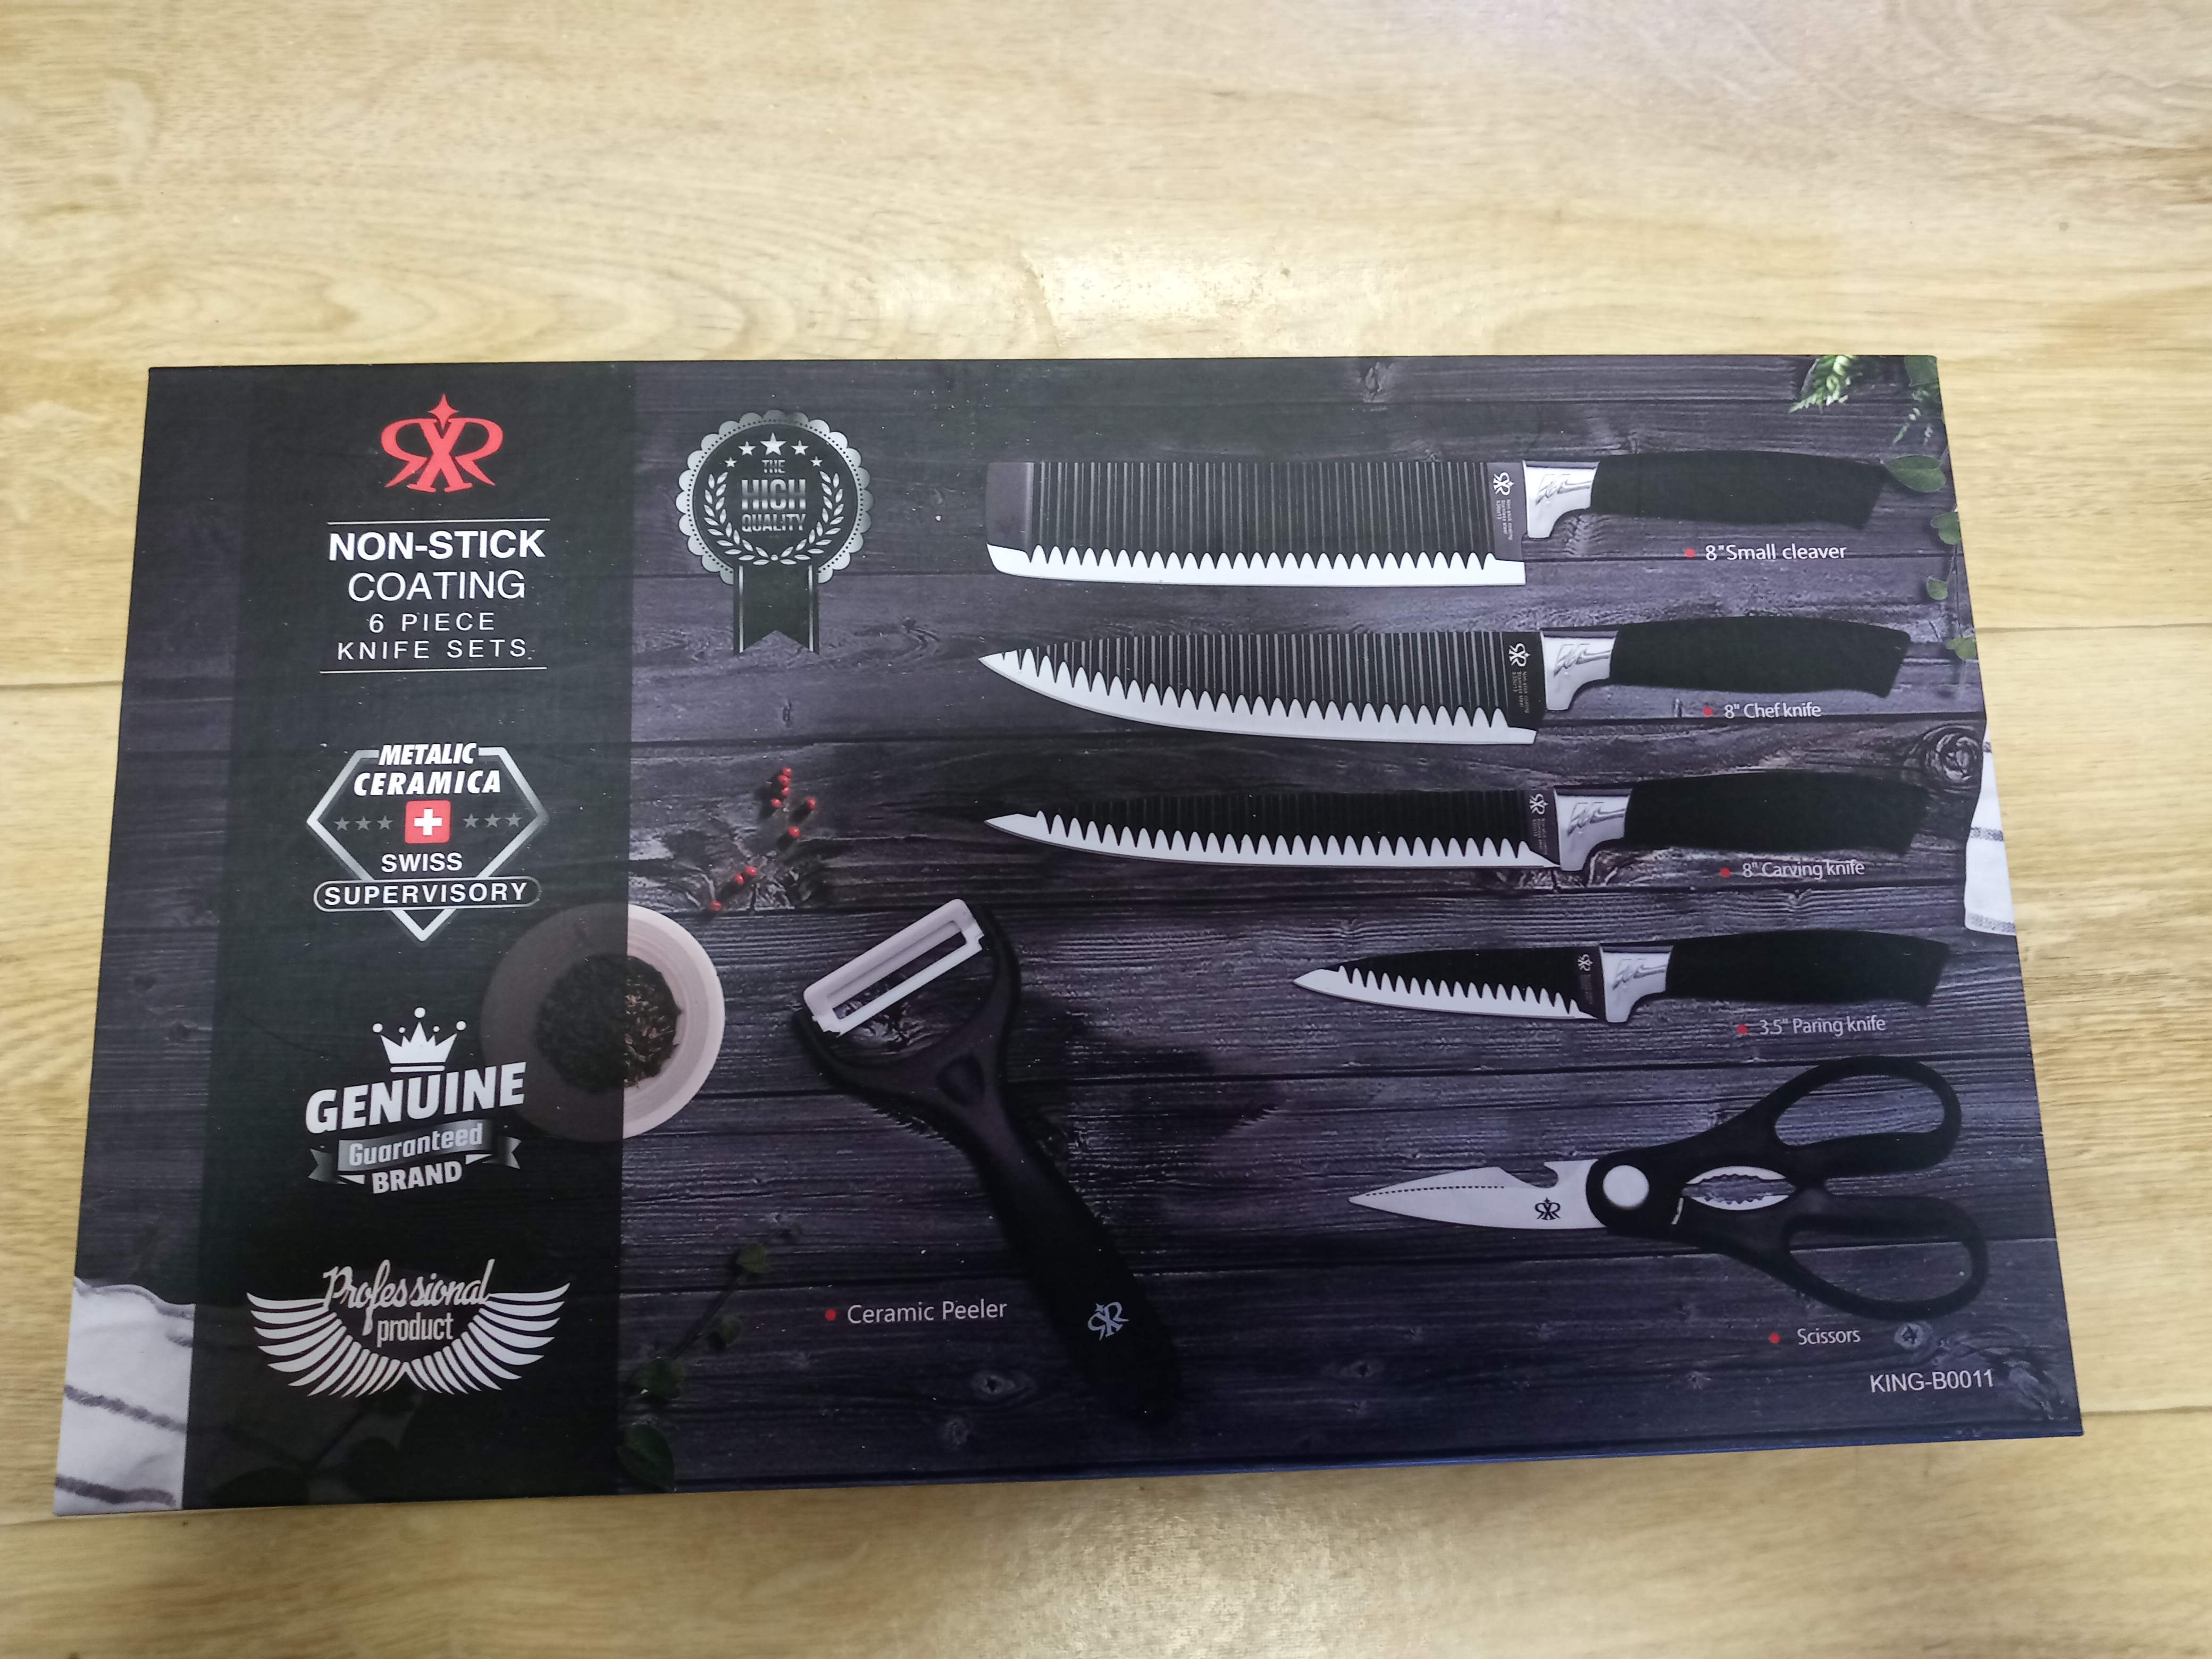 NON-STICK
COATING
6 PIECE
KNIFE SETS
METALIC
CERAMICA
SWISS
SUPERVISORY
GENUINE
Guaranteed
BRAND
Professional
product
THE
HIGH
QUALITY
8"Small cleaver
8" Chef knife
8" Carving knife
3.5" Paring knife
Ceramic Peeler
Scissors
KING-B0011